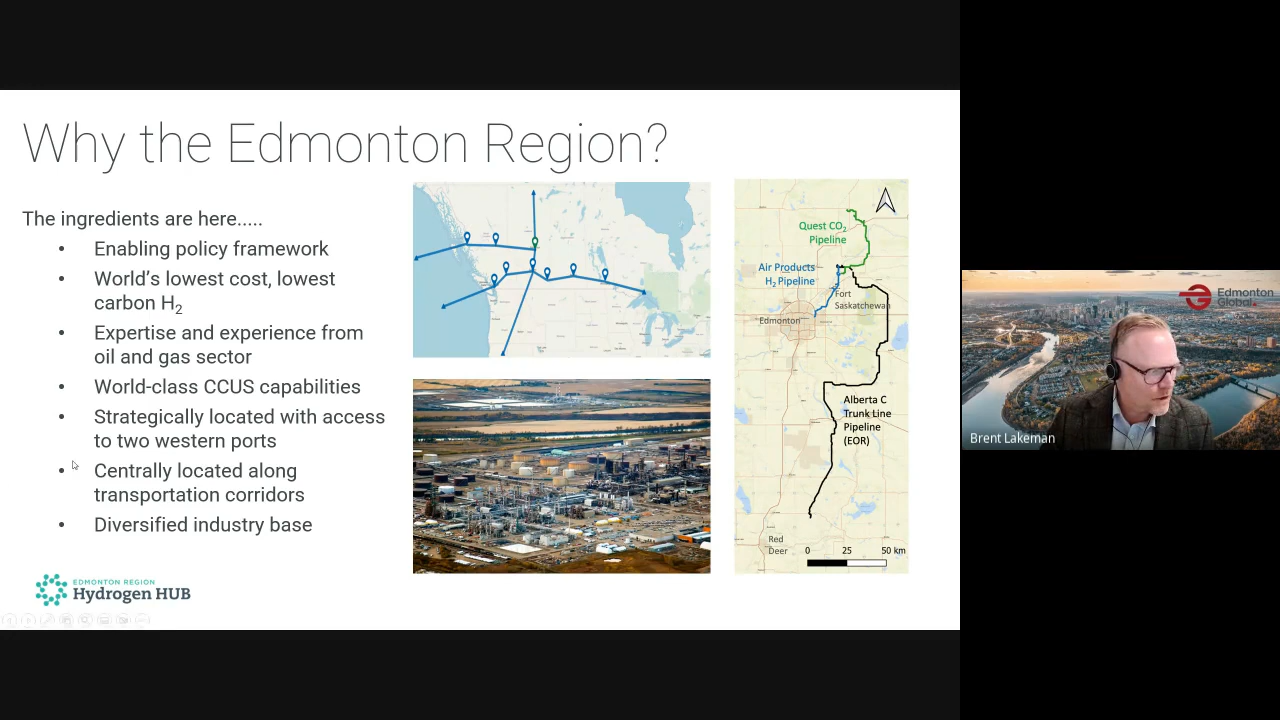 Why the Edmonton Region?
The ingredients are here.....
• Enabling policy framework
• World’s lowest cost, lowest
carbon H₂
• Expertise and experience from
oil and gas sector
• World-class CCUS capabilities
• Strategically located with access
to two western ports
• Centrally located along
transportation corridors
• Diversified industry base
EDMONTON REGION
Hydrogen HUB
Quest CO₂
Pipeline
Air Products
H₂ Pipeline
Fort
Saskatchewan
Edmonton
Alberta C
Trunk Line
Pipeline
(EOR)
Red
Deer
0 25 50 km
Edmonton
Global
Brent Lakeman